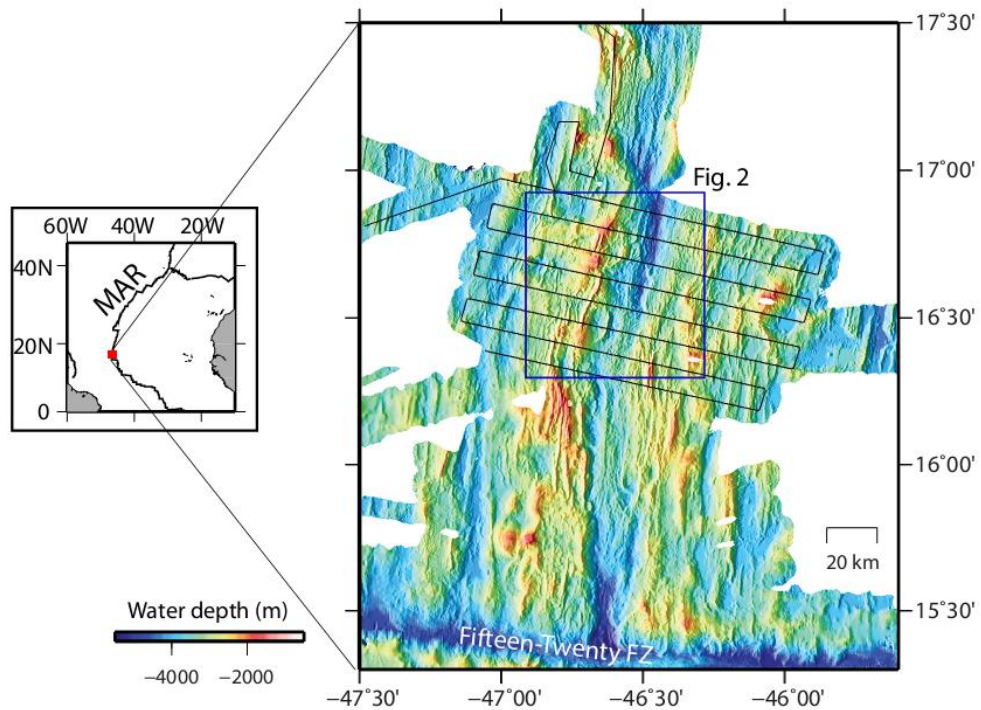 17˚30'
17˚00'
Fig. 2
60W 40W 20W
40N
MAR
20N
0
16˚30'
16˚00'
20 km
15˚30'
Water depth (m)
−4000 −2000
Fifteen-Twenty FZ
−47˚30' −47˚00' −46˚30' −46˚00'